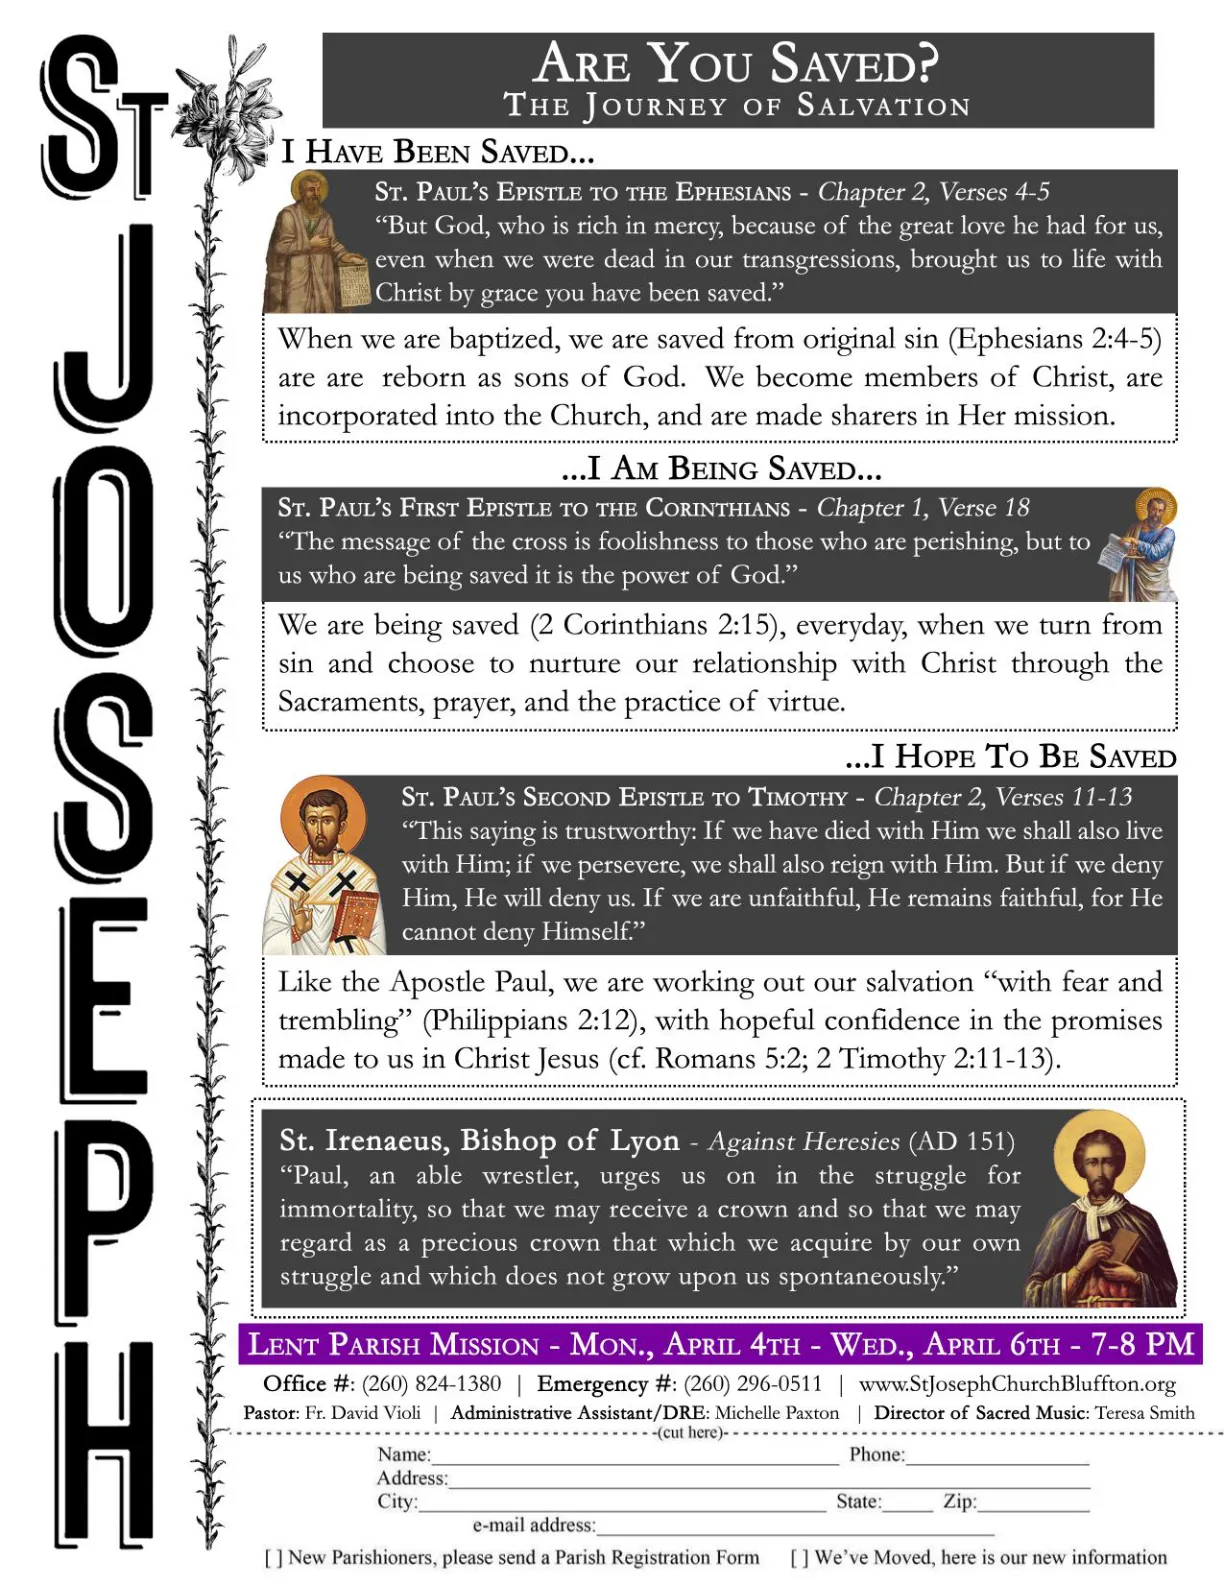 St JOSEPH
ARE YOU SAVED?
THE JOURNEY OF SALVATION
I HAVE BEEN SAVED...
ST. PAUL'S EPISTLE TO THE EPHESIANS - Chapter 2, Verses 4-5
“But God, who is rich in mercy, because of the great love he had for us,
even when we were dead in our transgressions, brought us to life with
Christ by grace you have been saved.”
When we are baptized, we are saved from original sin (Ephesians 2:4-5)
are are reborn as sons of God. We become members of Christ, are
incorporated into the Church, and are made sharers in Her mission.
...I AM BEING SAVED...
ST. PAUL'S FIRST EPISTLE TO THE CORINTHIANS - Chapter 1, Verse 18
“The message of the cross is foolishness to those who are perishing, but to
us who are being saved it is the power of God.”
We are being saved (2 Corinthians 2:15), everyday, when we turn from
sin and choose to nurture our relationship with Christ through the
Sacraments, prayer, and the practice of virtue.
...I HOPE TO BE SAVED
ST. PAUL'S SECOND EPISTLE TO TIMOTHY - Chapter 2, Verses 11-13
“This saying is trustworthy: If we have died with Him we shall also live
with Him; if we persevere, we shall also reign with Him. But if we deny
Him, He will deny us. If we are unfaithful, He remains faithful, for He
cannot deny Himself.”
Like the Apostle Paul, we are working out our salvation “with fear and
trembling” (Philippians 2:12), with hopeful confidence in the promises
made to us in Christ Jesus (cf. Romans 5:2; 2 Timothy 2:11-13).
St. Irenaeus, Bishop of Lyon - Against Heresies (AD 151)
“Paul, an able wrestler, urges us on in the struggle for
immortality, so that we may receive a crown and so that we may
regard as a precious crown that which we acquire by our own
struggle and which does not grow upon us spontaneously.”
LENT PARISH MISSION - MON., APRIL 4TH - WED., APRIL 6TH - 7-8 PM
Office #: (260) 824-1380 | Emergency #: (260) 296-0511 | www.StJosephChurchBluffton.org
Pastor: Fr. David Violi | Administrative Assistant/DRE: Michelle Paxton | Director of Sacred Music: Teresa Smith
(cut here)
Name: Phone:
Address:
City: State: Zip:
e-mail address:
[ ] New Parishioners, please send a Parish Registration Form [ ] We've Moved, here is our new information